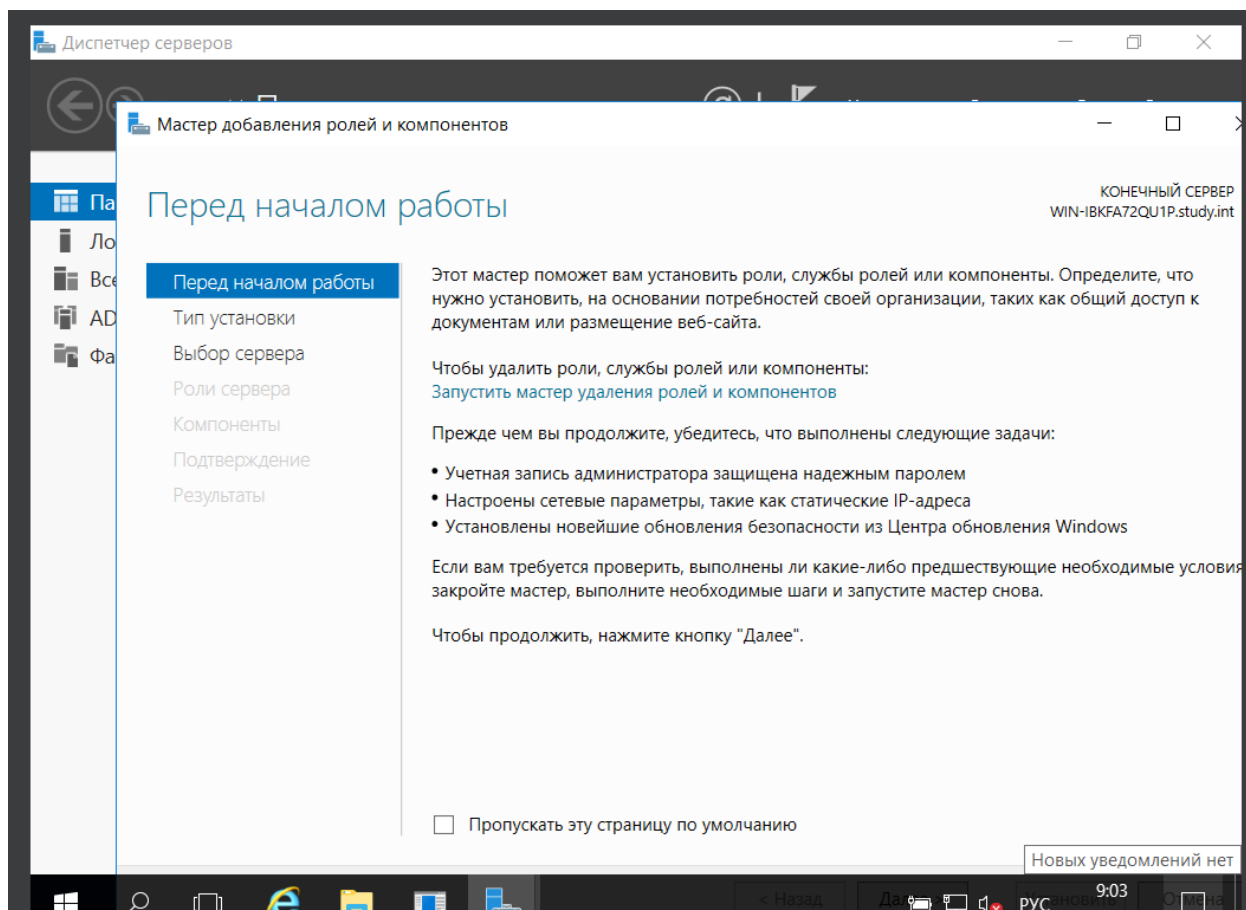 Диспетчер серверов
Мастер добавления ролей и компонентов
Перед началом работы
КОНЕЧНЫЙ СЕРВЕР
WIN-IBKFA72QU1P.study.int
Па
Ло
Все
AD
Фа
Перед началом работы
Тип установки
Выбор сервера
Роли сервера
Компоненты
Подтверждение
Результаты
Этот мастер поможет вам установить роли, службы ролей или компоненты. Определите, что
нужно установить, на основании потребностей своей организации, таких как общий доступ к
документам или размещение веб-сайта.
Чтобы удалить роли, службы ролей или компоненты:
Запустить мастер удаления ролей и компонентов
Прежде чем вы продолжите, убедитесь, что выполнены следующие задачи:
• Учетная запись администратора защищена надежным паролем
• Настроены сетевые параметры, такие как статические IP-адреса
• Установлены новейшие обновления безопасности из Центра обновления Windows
Если вам требуется проверить, выполнены ли какие-либо предшествующие необходимые условия
закройте мастер, выполните необходимые шаги и запустите мастер снова.
Чтобы продолжить, нажмите кнопку "Далее".
Пропускать эту страницу по умолчанию
Новых уведомлений нет
< Назад
РУС
9:03
Отмена